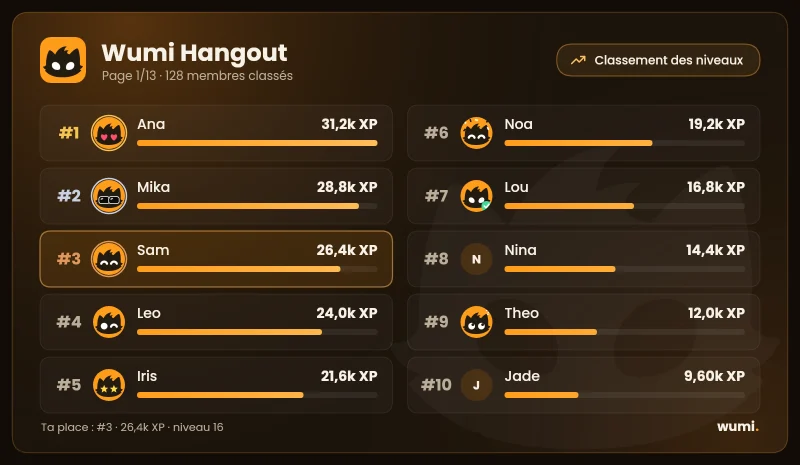 Wumi Hangout
Page 1/13 · 128 membres classés
Classement des niveaux
#1 Ana 31,2k XP
#2 Mika 28,8k XP
#3 Sam 26,4k XP
#4 Leo 24,0k XP
#5 Iris 21,6k XP
#6 Noa 19,2k XP
#7 Lou 16,8k XP
#8 N Nina 14,4k XP
#9 Theo 12,0k XP
#10 J Jade 9,60k XP
Ta place : #3 · 26,4k XP · niveau 16
wumi.